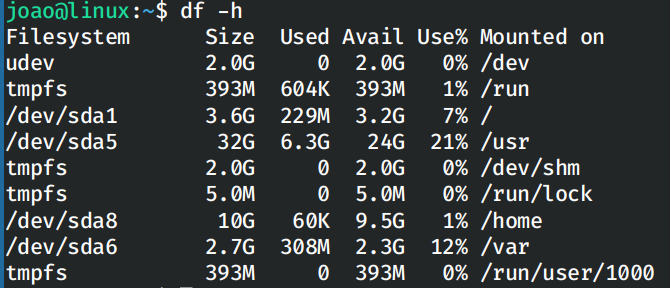 joao@linux:~$ df -h
Filesystem      Size  Used Avail Use% Mounted on
udev            2.0G     0  2.0G   0% /dev
tmpfs           393M  604K  393M   1% /run
/dev/sda1       3.6G  229M  3.2G   7% /
/dev/sda5        32G  6.3G   24G  21% /usr
tmpfs           2.0G     0  2.0G   0% /dev/shm
tmpfs           5.0M     0  5.0M   0% /run/lock
/dev/sda8        10G   60K  9.5G   1% /home
/dev/sda6       2.7G  308M  2.3G  12% /var
tmpfs           393M     0  393M   0% /run/user/1000